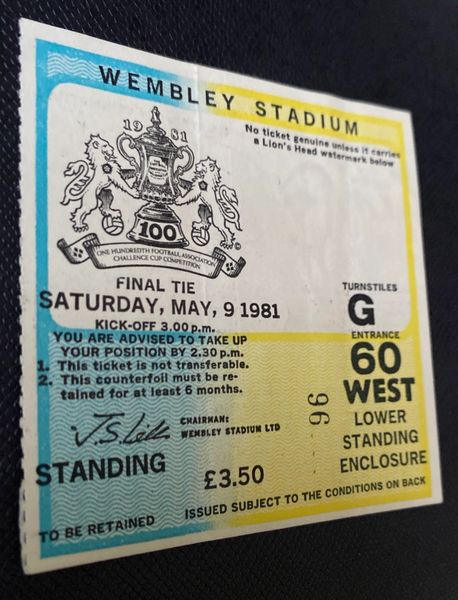 WEMBLEY STADIUM
No ticket genuine unless it carries
a Lion's Head watermark below
1981
100
ONE HUNDREDTH FOOTBALL ASSOCIATION
CHALLENGE CUP COMPETITION
©
FINAL TIE
SATURDAY, MAY, 9 1981
KICK-OFF 3.00 p.m.
YOU ARE ADVISED TO TAKE UP
YOUR POSITION BY 2.30 p.m.
1. This ticket is not transferable.
2. This counterfoil must be re-
tained for at least 6 months.
CHAIRMAN:
WEMBLEY STADIUM LTD
STANDING
£3.50
TURNSTILES
G
ENTRANCE
60
WEST
LOWER
STANDING
ENCLOSURE
96
ISSUED SUBJECT TO THE CONDITIONS ON BACK
TO BE RETAINED